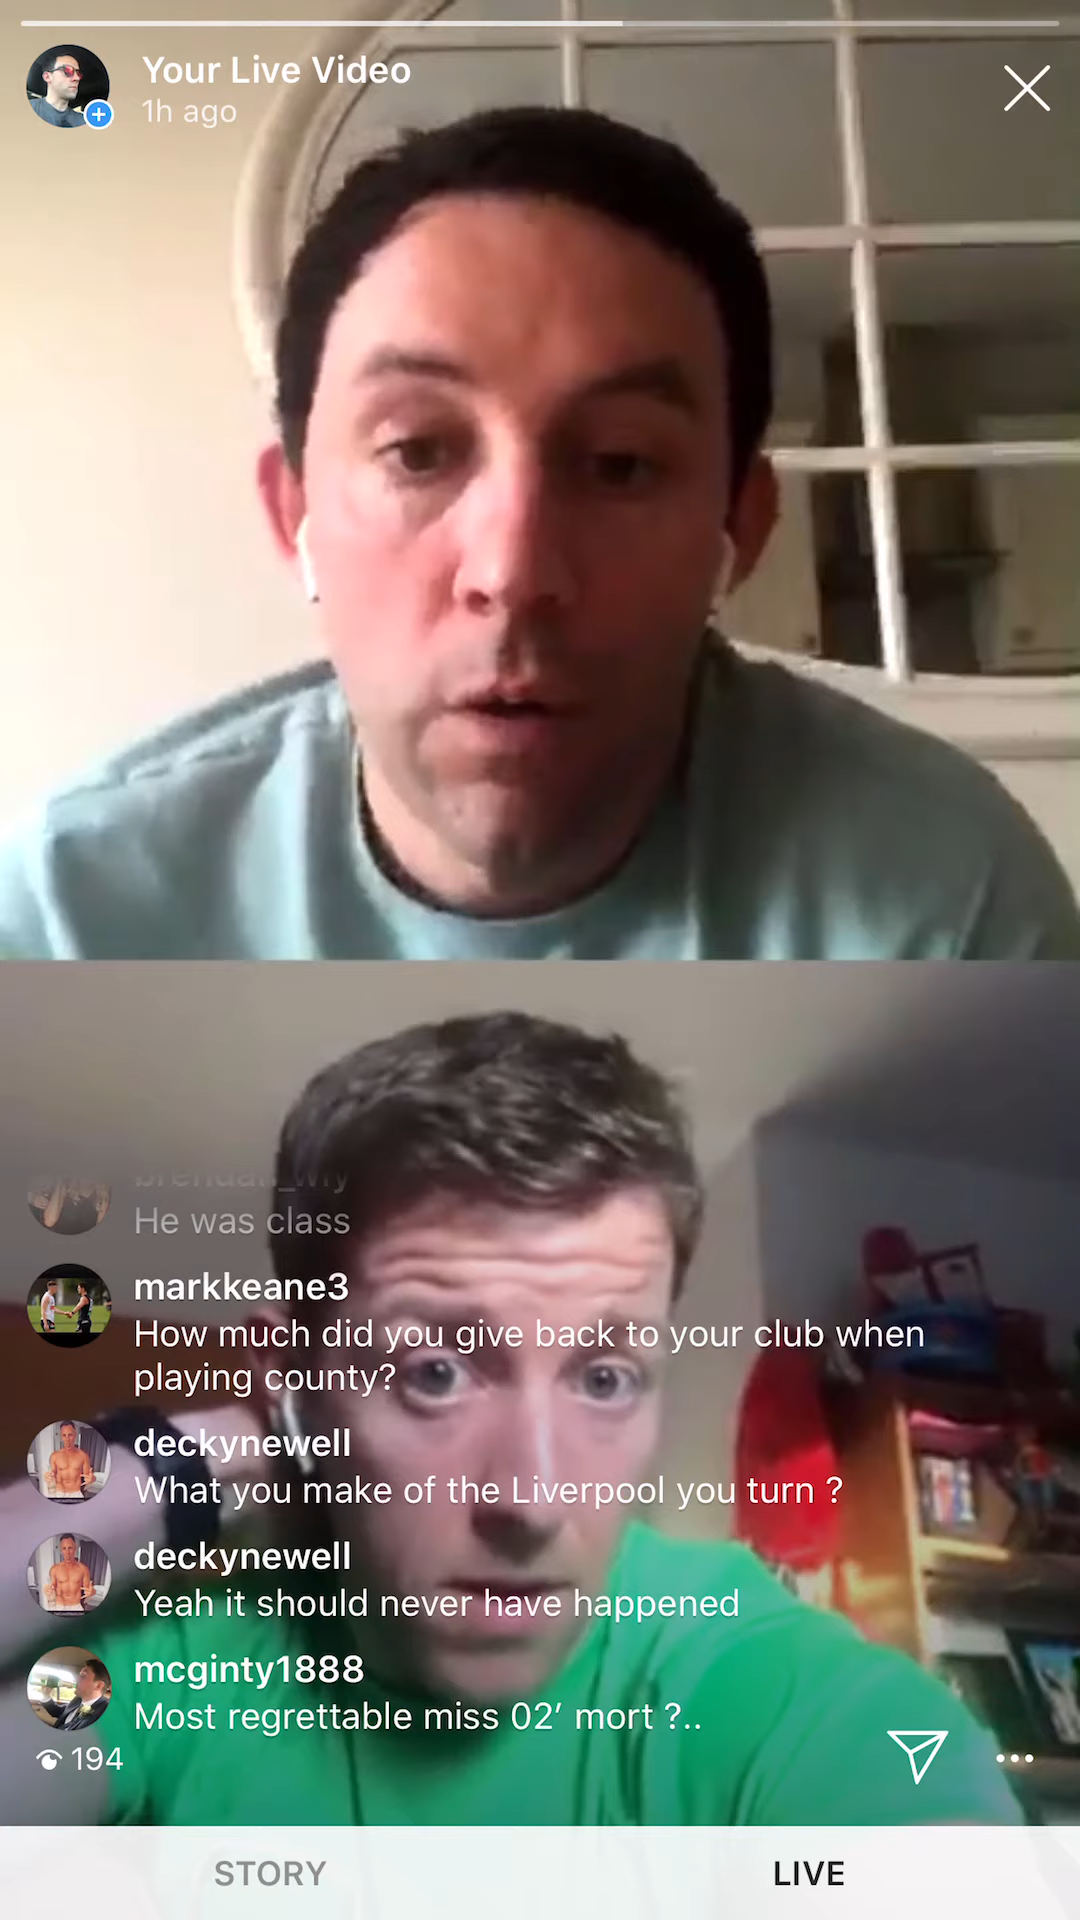 Your Live Video
1h ago
He was class
markkeane3
How much did you give back to your club when
playing county?
deckynewell
What you make of the Liverpool you turn ?
deckynewell
Yeah it should never have happened
mcginty1888
Most regrettable miss 02’ mort ?..
194
STORY
LIVE